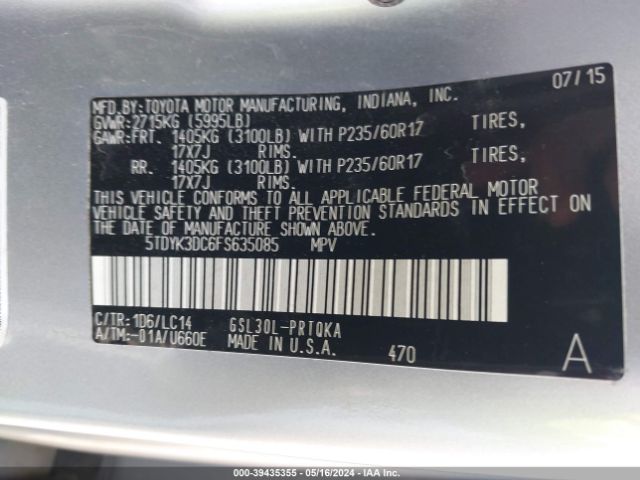 07/15
MFD.BY:TOYOTA MOTOR MANUFACTURING, INDIANA, INC.
GVWR:2715KG (5995LB)
GAWR:FRT. 1405KG (3100LB) WITH P235/60R17 TIRES,
17X7J RIMS.
RR. 1405KG (3100LB) WITH P235/60R17 TIRES,
17X7J RIMS.
THIS VEHICLE CONFORMS TO ALL APPLICABLE FEDERAL MOTOR
VEHICLE SAFETY AND THEFT PREVENTION STANDARDS IN EFFECT ON
THE DATE OF MANUFACTURE SHOWN ABOVE.
5TDYK3DC6FS635085 MPV
C/TR:1D6/LC14 GSL30L-PRTQKA
A/TM:-01A/U660E MADE IN U.S.A. 470 A
000-39435355 - 05/16/2024 - IAAI.COM